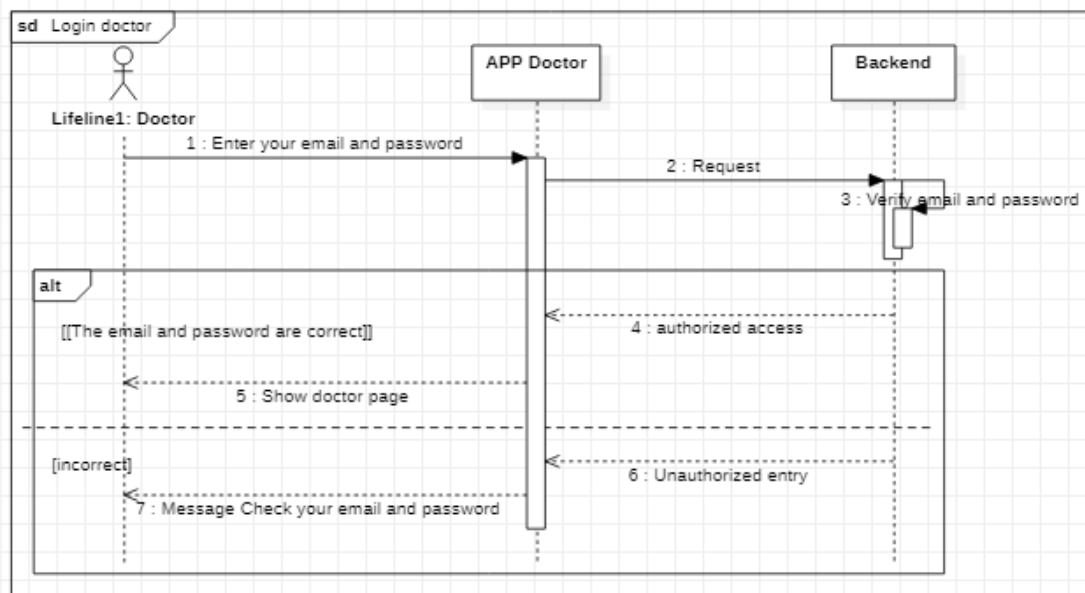 sd Login doctor
APP Doctor
Backend
Lifeline1: Doctor
1 : Enter your email and password
2 : Request
3 : Verify email and password
alt
4 : authorized access
[[The email and password are correct]]
5 : Show doctor page
[incorrect]
6 : Unauthorized entry
7 : Message Check your email and password